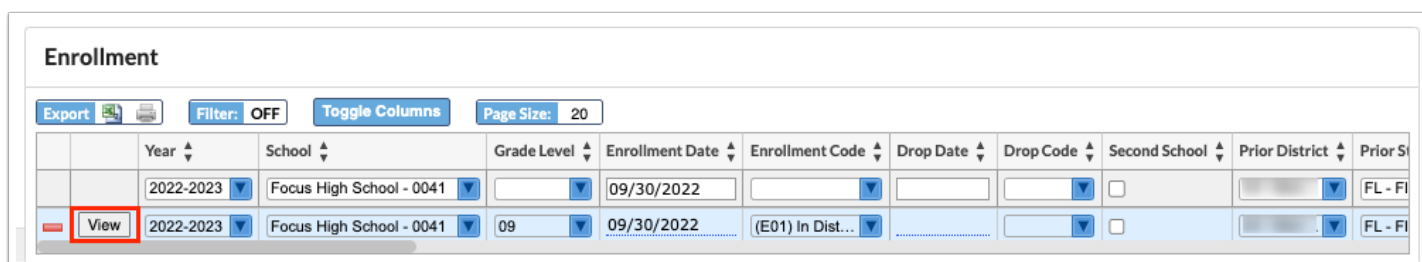 Enrollment
Export Filter: OFF Toggle Columns Page Size: 20
Year School Grade Level Enrollment Date Enrollment Code Drop Date Drop Code Second School Prior District Prior St
2022-2023 Focus High School - 0041 09/30/2022 FL - Fl
View 2022-2023 Focus High School - 0041 09 09/30/2022 (E01) In Dist... FL - Fl